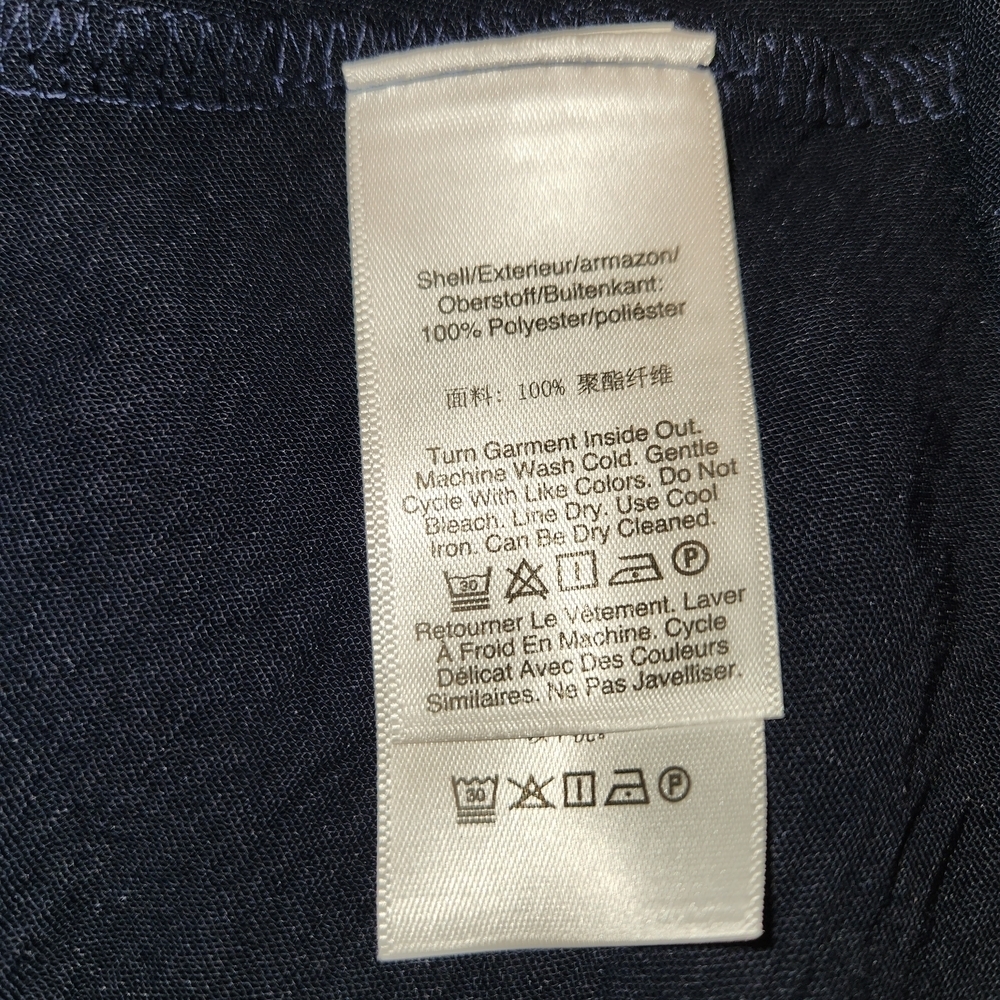 Shell/Exterieur/armazon/
Oberstoff/Buitenkant:
100% Polyester/poliéster
面料: 100% 聚酯纤维
Turn Garment Inside Out.
Machine Wash Cold. Gentle
Cycle With Like Colors. Do Not
Bleach. Line Dry. Use Cool
Iron. Can Be Dry Cleaned.
30 P
Retourner Le Vêtement. Laver
À Froid En Machine. Cycle
Délicat Avec Des Couleurs
Similaires. Ne Pas Javelliser.
30 P